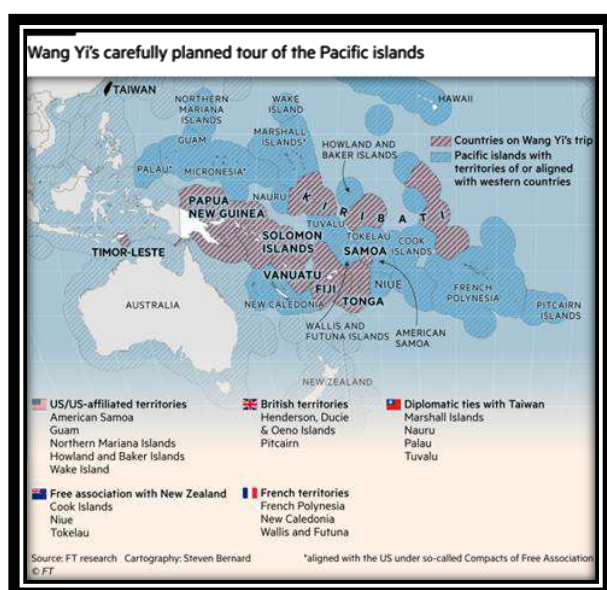 Wang Yi's carefully planned tour of the Pacific islands
TAIWAN
NORTHERN
MARIANA
ISLANDS
WAKE
ISLAND
HAWAII
GUAM
MARSHALL
ISLANDS*
HOWLAND AND
BAKER ISLANDS
Countries on Wang Yi's trip
Pacific islands with
territories of or aligned
with western countries
PALAU*
MICRONESIA*
PAPUA
NEW GUINEA
NAURU
KIRIBATI
TUVALU
SOLOMON
ISLANDS
TOKELAU
COOK
ISLANDS
SAMOA
TIMOR-LESTE
VANUATU
FIJI
TONGA
NIUE
FRENCH
POLYNESIA
AUSTRALIA
NEW CALEDONIA
PITCAIRN
ISLANDS
WALLIS AND
FUTUNA ISLANDS
AMERICAN
SAMOA
NEW ZEALAND
US/US-affiliated territories
American Samoa
Guam
Northern Mariana Islands
Howland and Baker Islands
Wake Island
British territories
Henderson, Ducie
& Oeno Islands
Pitcairn
Diplomatic ties with Taiwan
Marshall Islands
Nauru
Palau
Tuvalu
Free association with New Zealand
Cook Islands
Niue
Tokelau
French territories
French Polynesia
New Caledonia
Wallis and Futuna
Source: FT research Cartography: Steven Bernard
*aligned with the US under so-called Compacts of Free Association
© FT